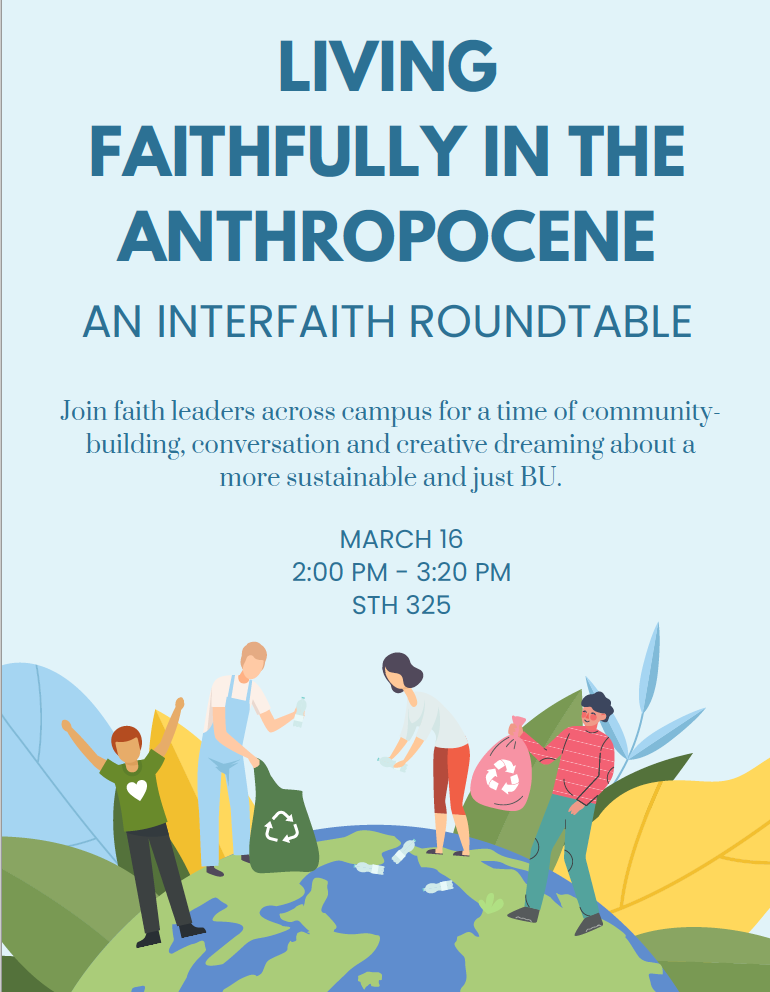 LIVING
FAITHFULLY IN THE
ANTHROPOCENE
AN INTERFAITH ROUNDTABLE
Join faith leaders across campus for a time of community-
building, conversation and creative dreaming about a
more sustainable and just BU.
MARCH 16
2:00 PM - 3:20 PM
STH 325